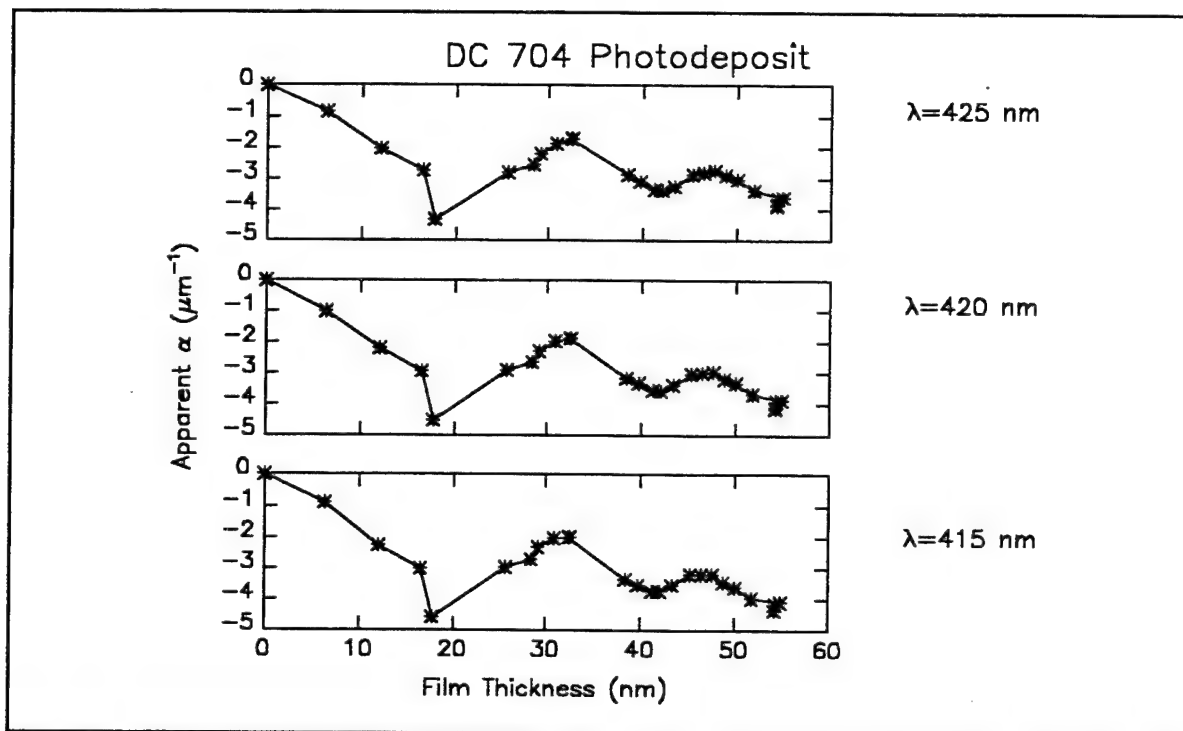 DC 704 Photodeposit
0
-1
-2
-3
-4
-5
λ=425 nm
0
-1
-2
-3
-4
-5
λ=420 nm
0
-1
-2
-3
-4
-5
λ=415 nm
Apparent α (μm⁻¹)
0 10 20 30 40 50 60
Film Thickness (nm)